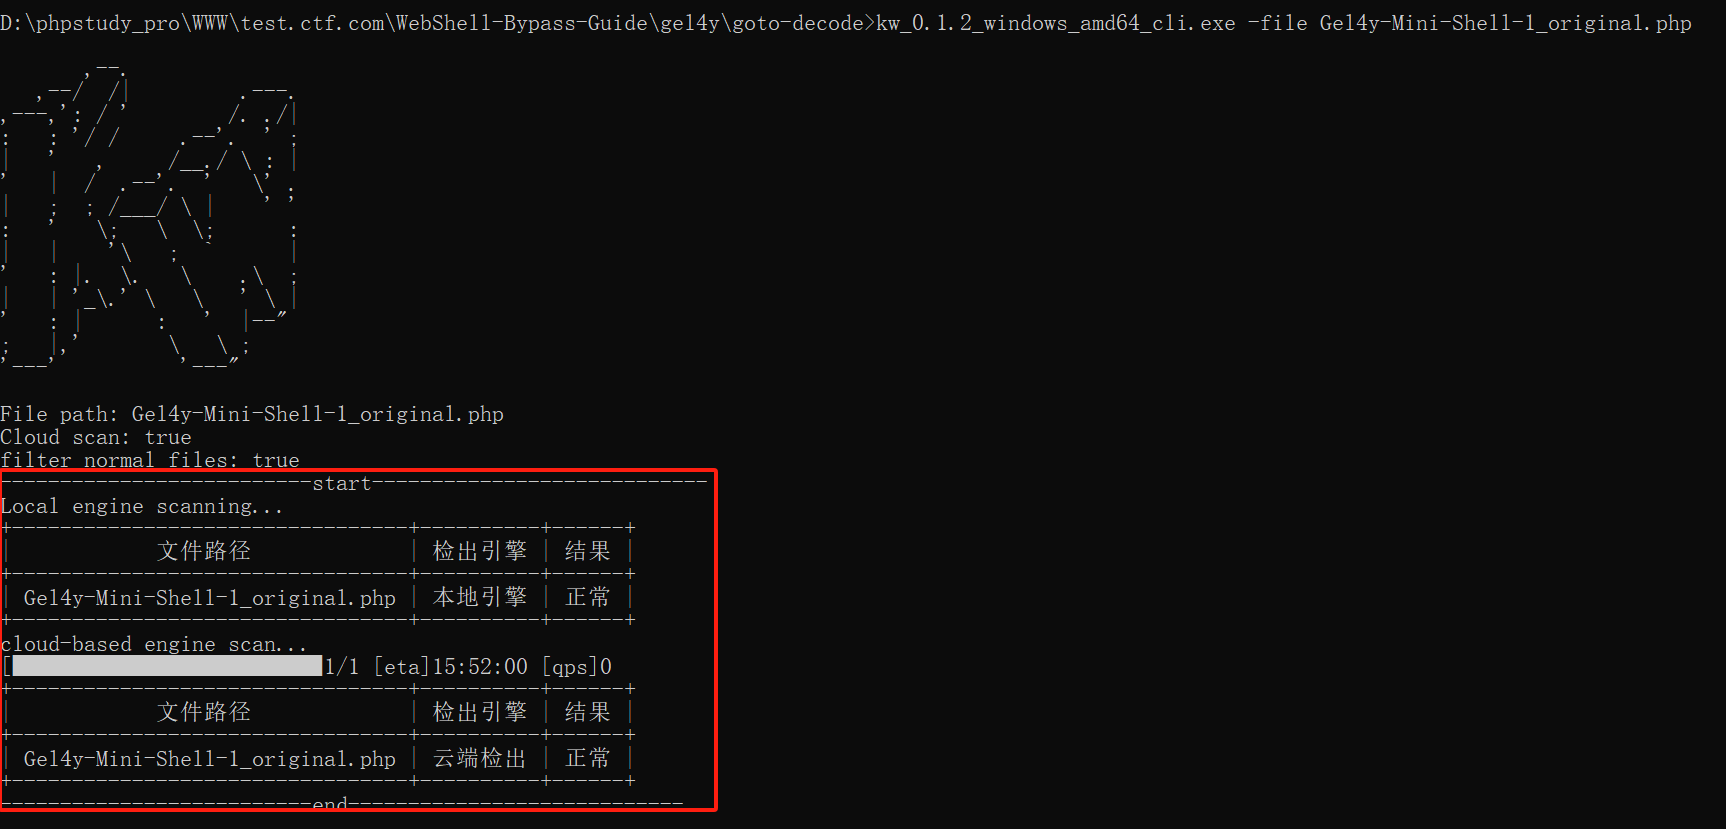 D:\phpstudy_pro\WWW\test.ctf.com\WebShell-Bypass-Guide\gel4y\goto-decode>kw_0.1.2_windows_amd64_cli.exe -file Gel4y-Mini-Shell-1_original.php
File path: Gel4y-Mini-Shell-1_original.php
Cloud scan: true
filter normal files: true
--------------------------start----------------------------
Local engine scanning...
+---------------------------------+----------+------+
| 文件路径 | 检出引擎 | 结果 |
+---------------------------------+----------+------+
| Gel4y-Mini-Shell-1_original.php | 本地引擎 | 正常 |
+---------------------------------+----------+------+
cloud-based engine scan...
[██████████████████████████1/1 [eta]15:52:00 [qps]0
+---------------------------------+----------+------+
| 文件路径 | 检出引擎 | 结果 |
+---------------------------------+----------+------+
| Gel4y-Mini-Shell-1_original.php | 云端检出 | 正常 |
+---------------------------------+----------+------+
--------------------------end----------------------------